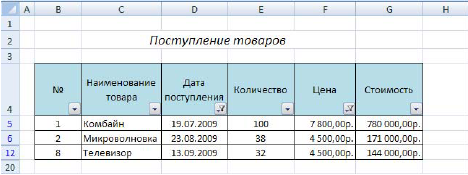 A B C D E F G H
1
2 Поступление товаров
3
4 № Наименование товара Дата поступления Количество Цена Стоимость
5 1 Комбайн 19.07.2009 100 7 800,00р. 780 000,00р.
6 2 Микроволновка 23.08.2009 38 4 500,00р. 171 000,00р.
12 8 Телевизор 13.09.2009 32 4 500,00р. 144 000,00р.
20